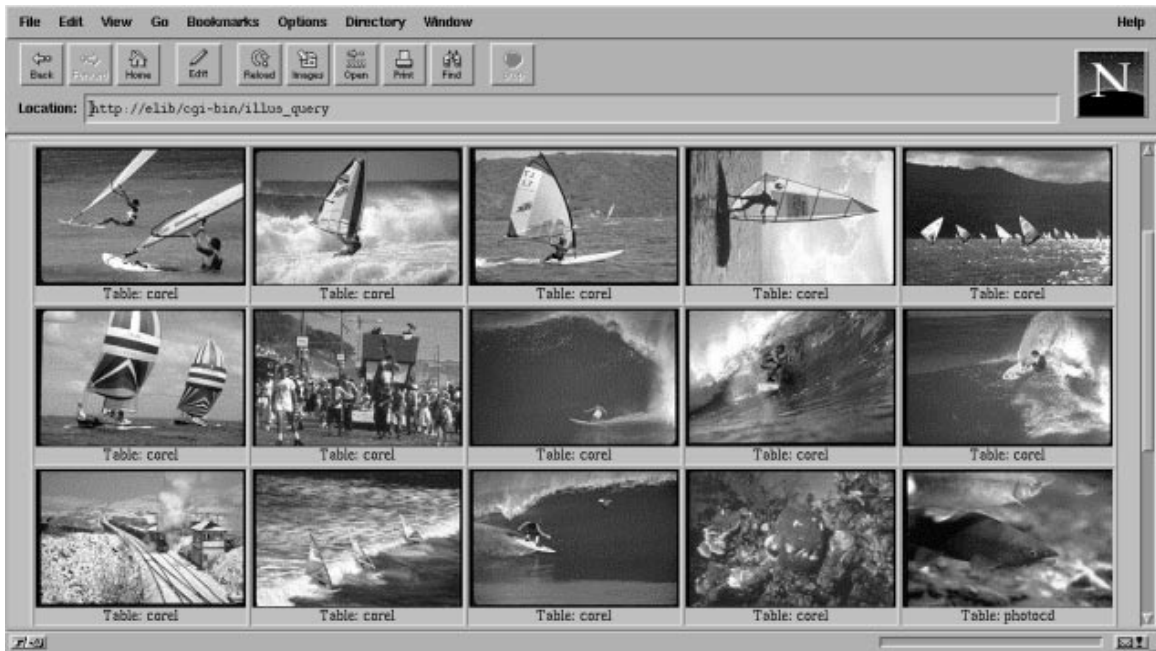 File Edit View Go Bookmarks Options Directory Window Help
Back Forward Home Edit Reload Images Open Print Find Stop
N
Location: http://elib/cgi-bin/illus_query
Table: corel Table: corel Table: corel Table: corel Table: corel
Table: corel Table: corel Table: corel Table: corel Table: corel
Table: corel Table: corel Table: corel Table: corel Table: photocd